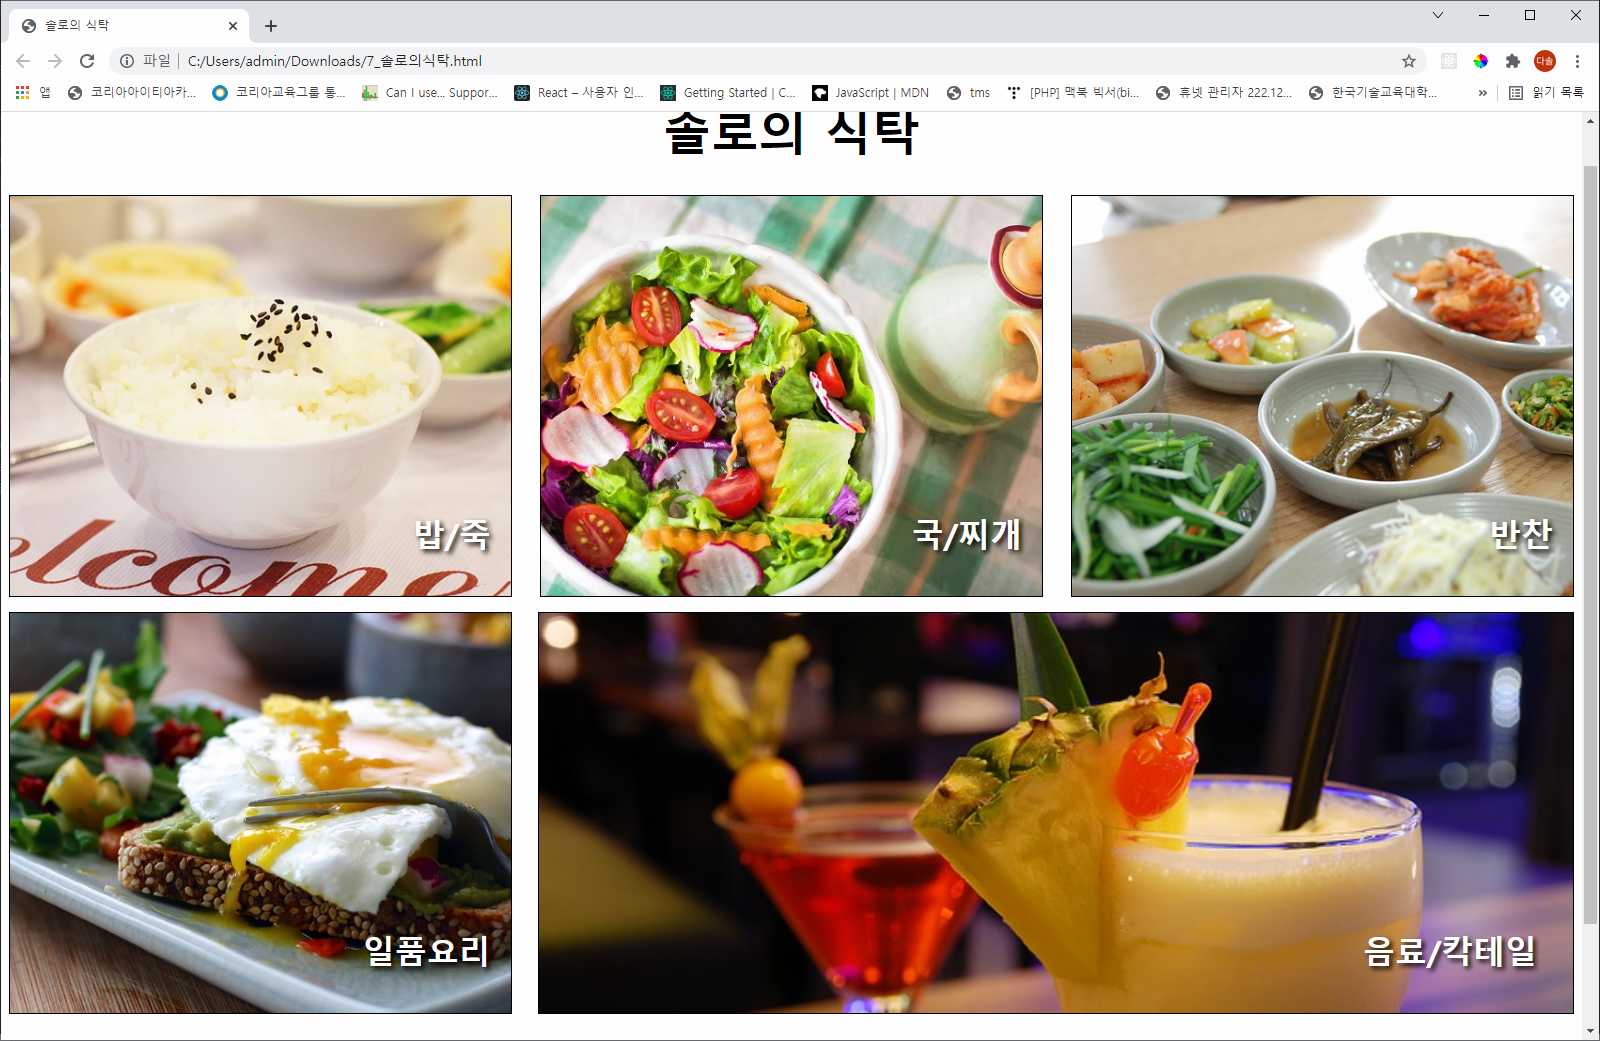 솔로의 식탁
파일 C:/Users/admin/Downloads/7_솔로의식탁.html
다솔
앱 코리아아이티아카... 코리아교육그룹 통... Can I use... Suppor... React – 사용자 인... Getting Started | C... JavaScript | MDN tms [PHP] 맥북 빅서(bi... 휴넷 관리자 222.12... 한국기술교육대학... » 읽기 목록
솔로의 식탁
밥/죽
국/찌개
반찬
elcome
일품요리
음료/칵테일